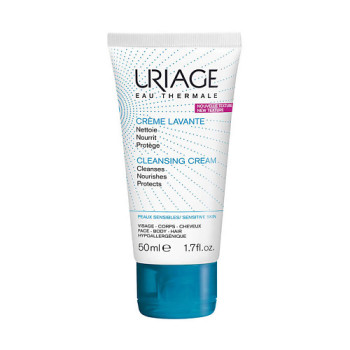 URIAGE
EAU THERMALE
NOUVELLE TEXTURE
NEW TEXTURE
CRÈME LAVANTE
Nettoie
Nourrit
Protège
CLEANSING CREAM
Cleanses
Nourishes
Protects
PEAUX SENSIBLES/ SENSITIVE SKIN
VISAGE - CORPS - CHEVEUX
FACE - BODY - HAIR
HYPOALLERGÉNIQUE
50ml e 1.7fl.oz.